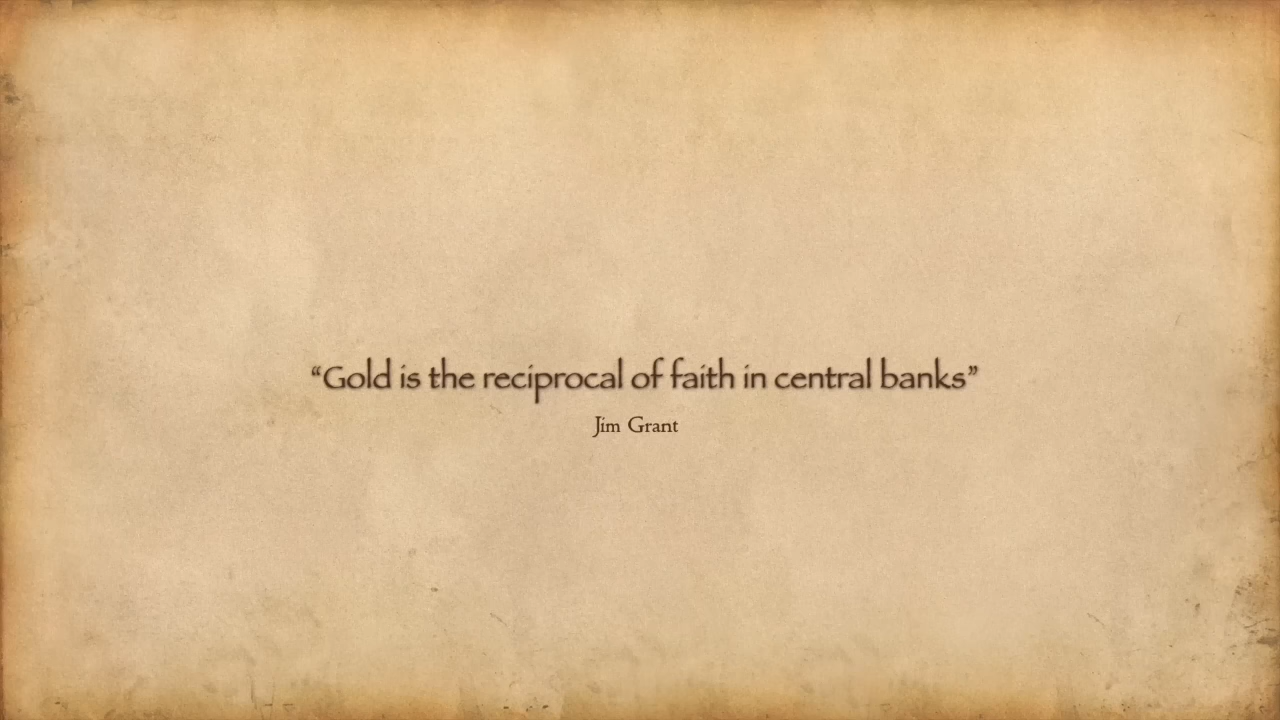 “Gold is the reciprocal of faith in central banks”
Jim Grant